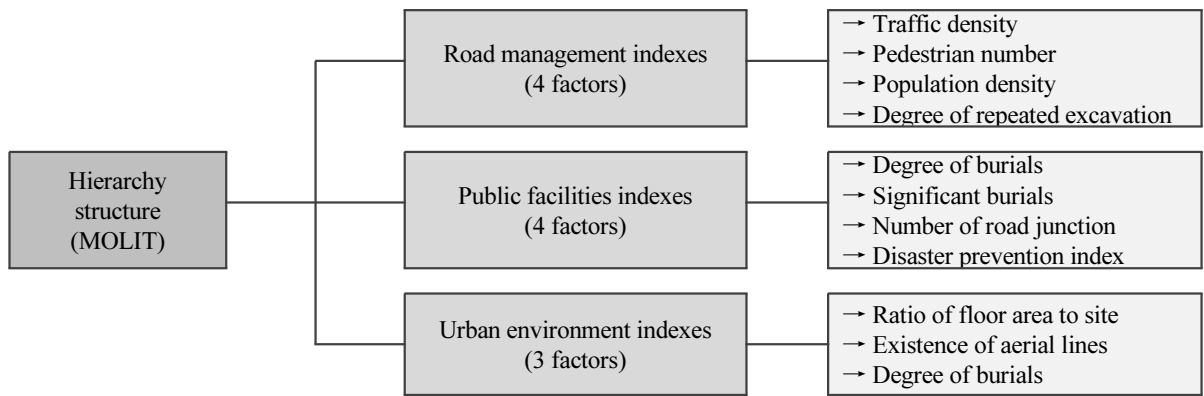 Hierarchy
structure
(MOLIT)
Road management indexes
(4 factors)
→ Traffic density
→ Pedestrian number
→ Population density
→ Degree of repeated excavation
Public facilities indexes
(4 factors)
→ Degree of burials
→ Significant burials
→ Number of road junction
→ Disaster prevention index
Urban environment indexes
(3 factors)
→ Ratio of floor area to site
→ Existence of aerial lines
→ Degree of burials